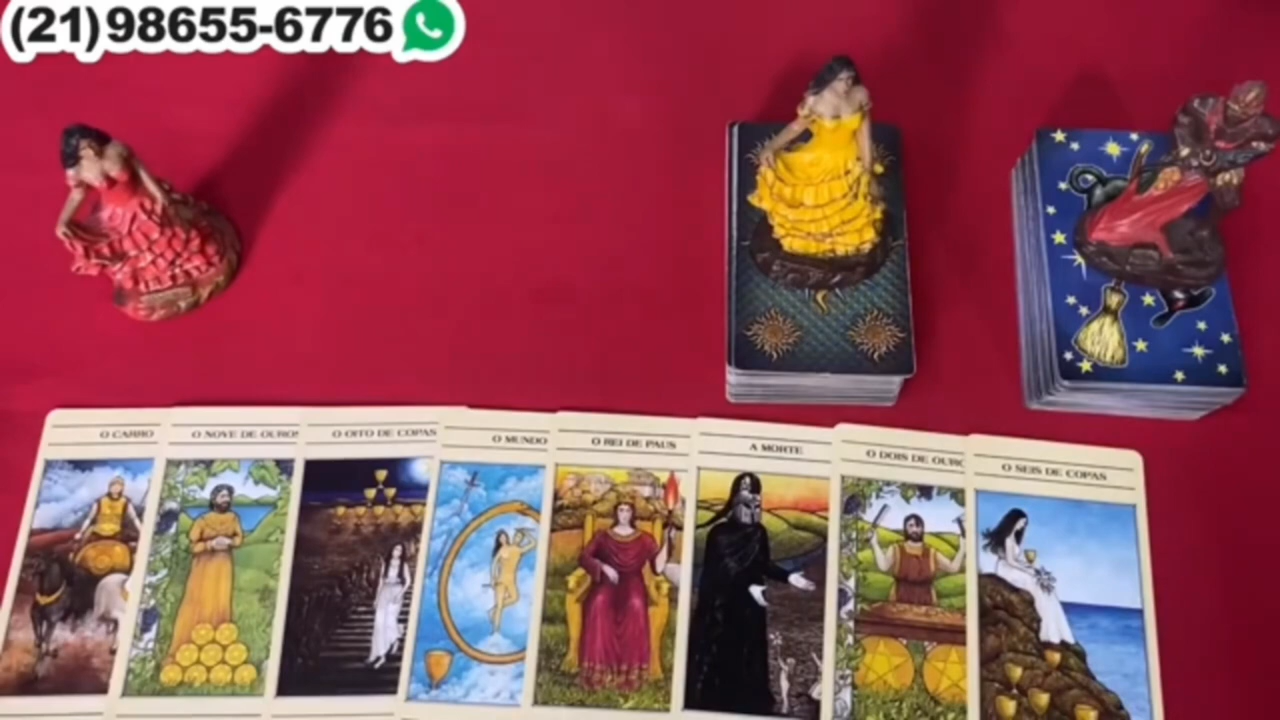 (21)98655-6776
O CARRO
O NOVE DE OUROS
O OITO DE COPAS
O MUNDO
O REI DE PAUS
A MORTE
O DOIS DE OURO
O SEIS DE COPAS